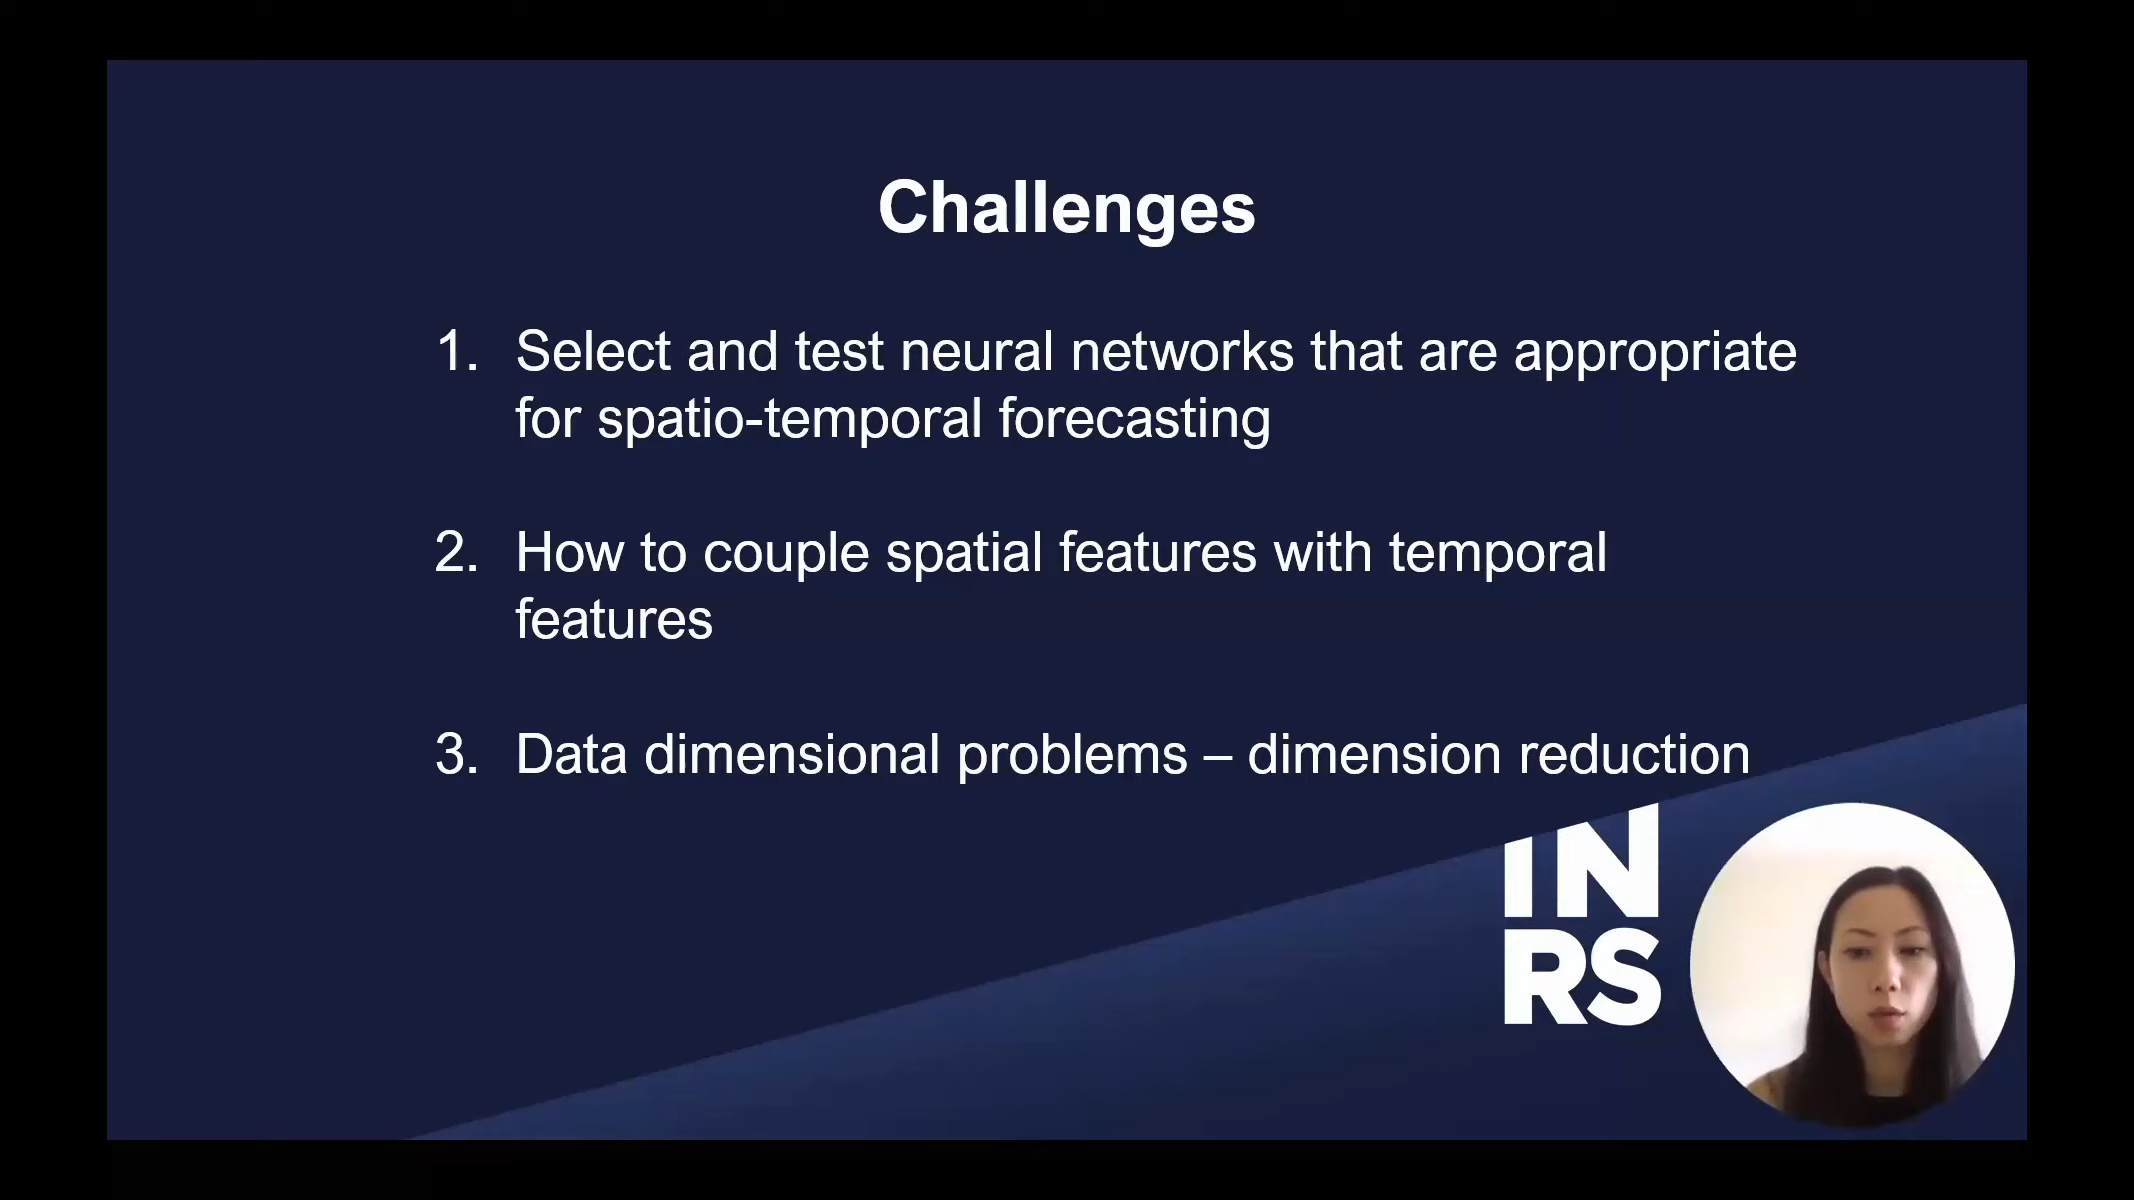 Challenges
1. Select and test neural networks that are appropriate
for spatio-temporal forecasting
2. How to couple spatial features with temporal
features
3. Data dimensional problems – dimension reduction
IN
RS